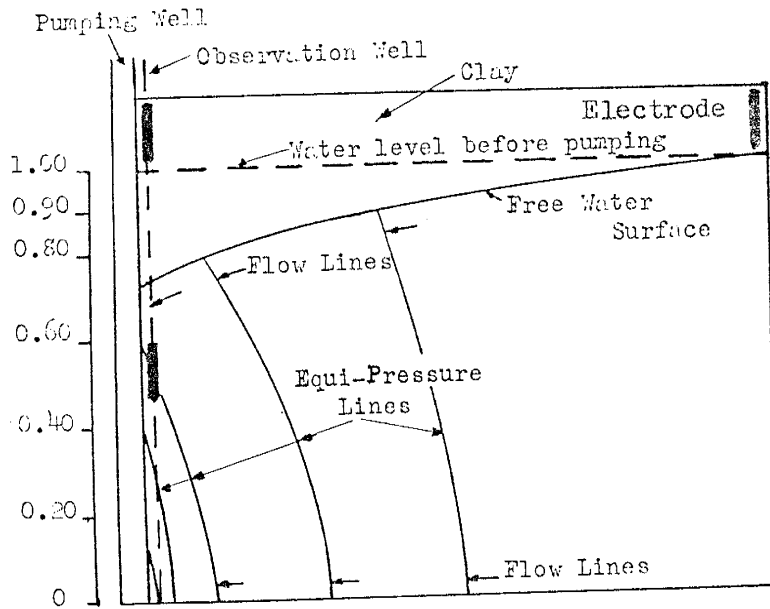 Pumping Well
Observation Well
Clay
Electrode
Water level before pumping
1.00
0.90
Free Water
Surface
0.80
Flow Lines
0.60
Equi-Pressure
Lines
0.40
0.20
Flow Lines
0